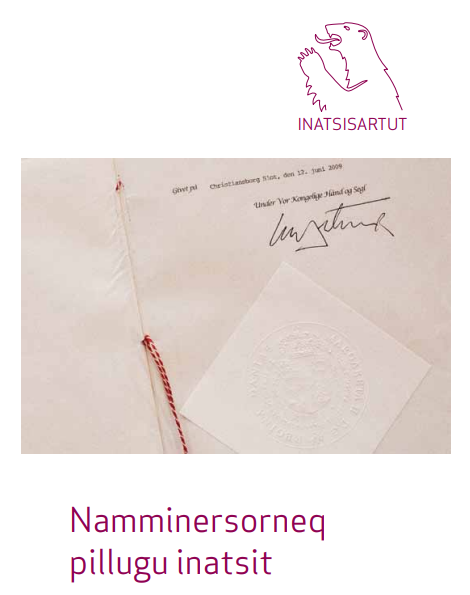 INATSISARTUT
Givet på Christiansborg Slot, den 12. juni 2009
Under Vor Kongelige Hånd og Segl
Namminersorneq
pillugu inatsit